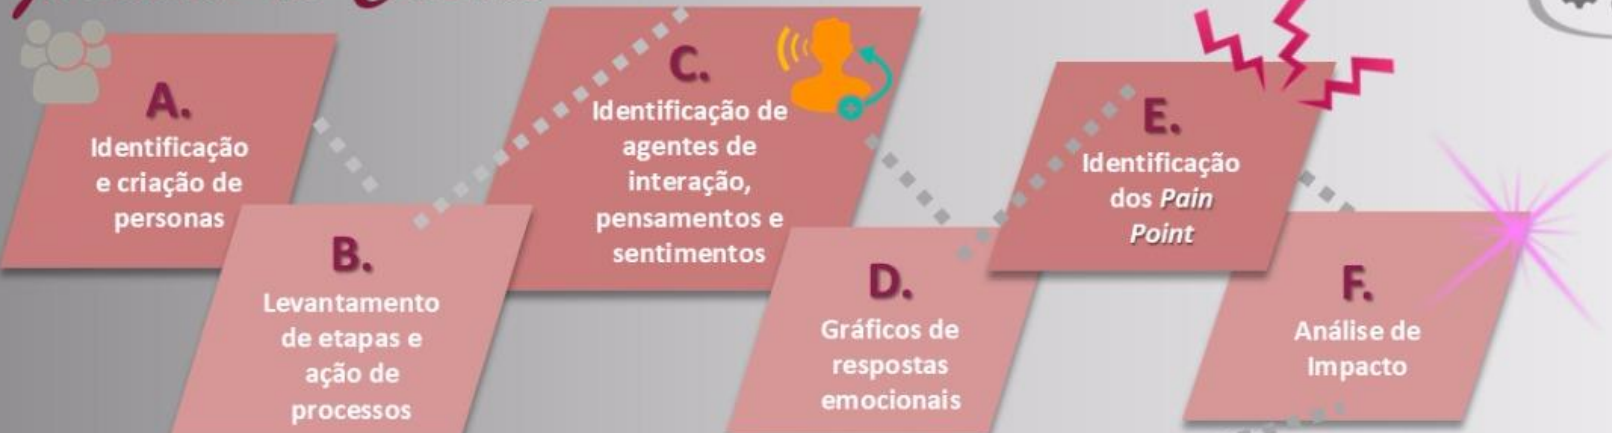 A.
Identificação
e criação de
personas
B.
Levantamento
de etapas e
ação de
processos
C.
Identificação de
agentes de
interação,
pensamentos e
sentimentos
D.
Gráficos de
respostas
emocionais
E.
Identificação
dos Pain
Point
F.
Análise de
Impacto